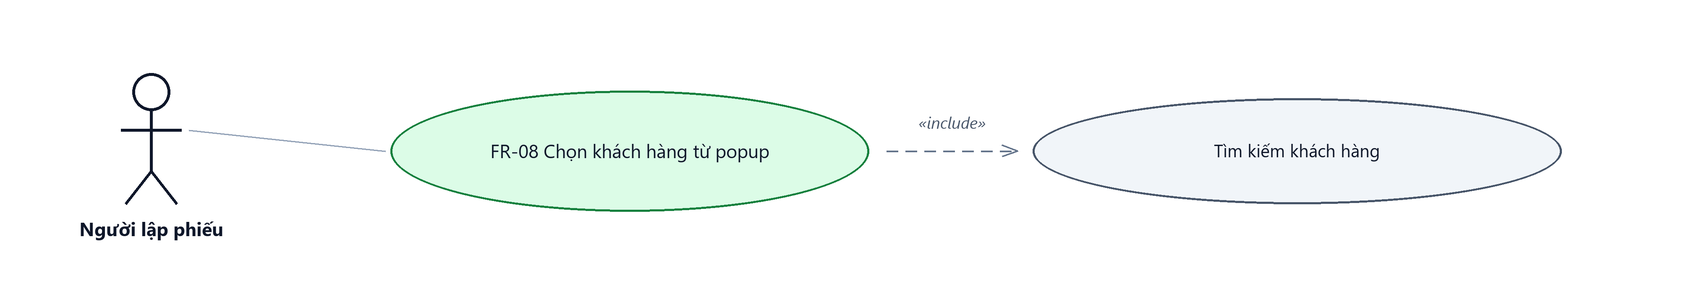 «include»
FR-08 Chọn khách hàng từ popup
Tìm kiếm khách hàng
Người lập phiếu